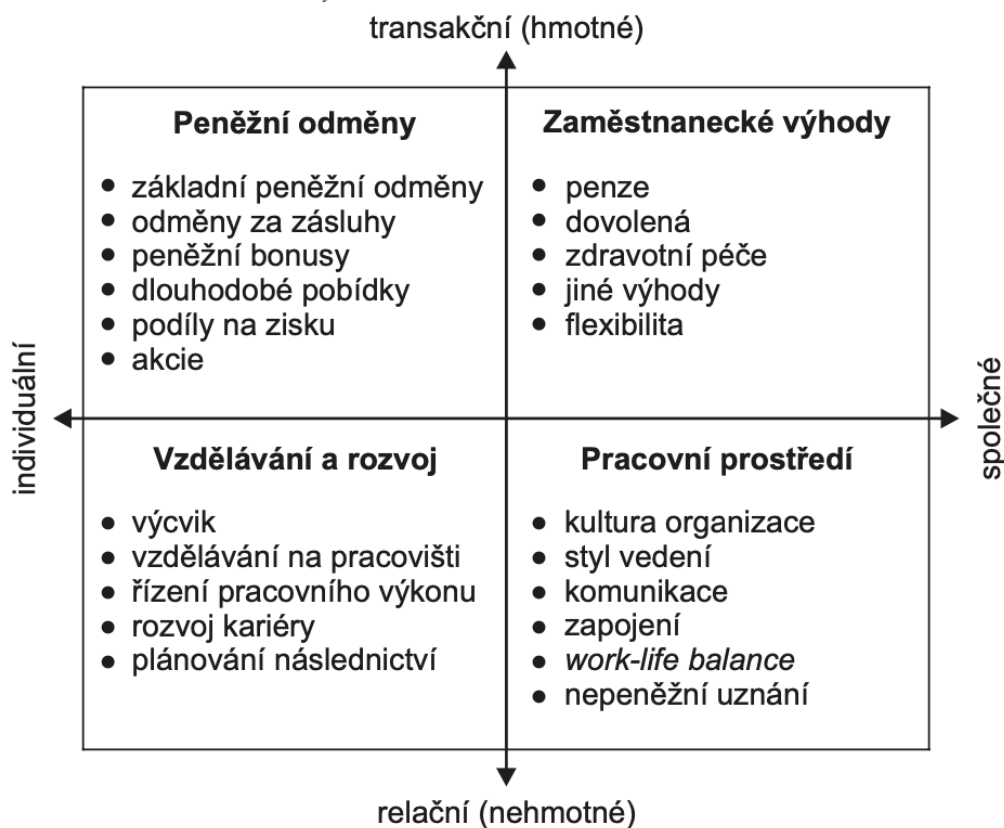 transakční (hmotné)
Peněžní odměny
• základní peněžní odměny
• odměny za zásluhy
• peněžní bonusy
• dlouhodobé pobídky
• podíly na zisku
• akcie
Zaměstnanecké výhody
• penze
• dovolená
• zdravotní péče
• jiné výhody
• flexibilita
individuální
společné
Vzdělávání a rozvoj
• výcvik
• vzdělávání na pracovišti
• řízení pracovního výkonu
• rozvoj kariéry
• plánování následnictví
Pracovní prostředí
• kultura organizace
• styl vedení
• komunikace
• zapojení
• work-life balance
• nepeněžní uznání
relační (nehmotné)